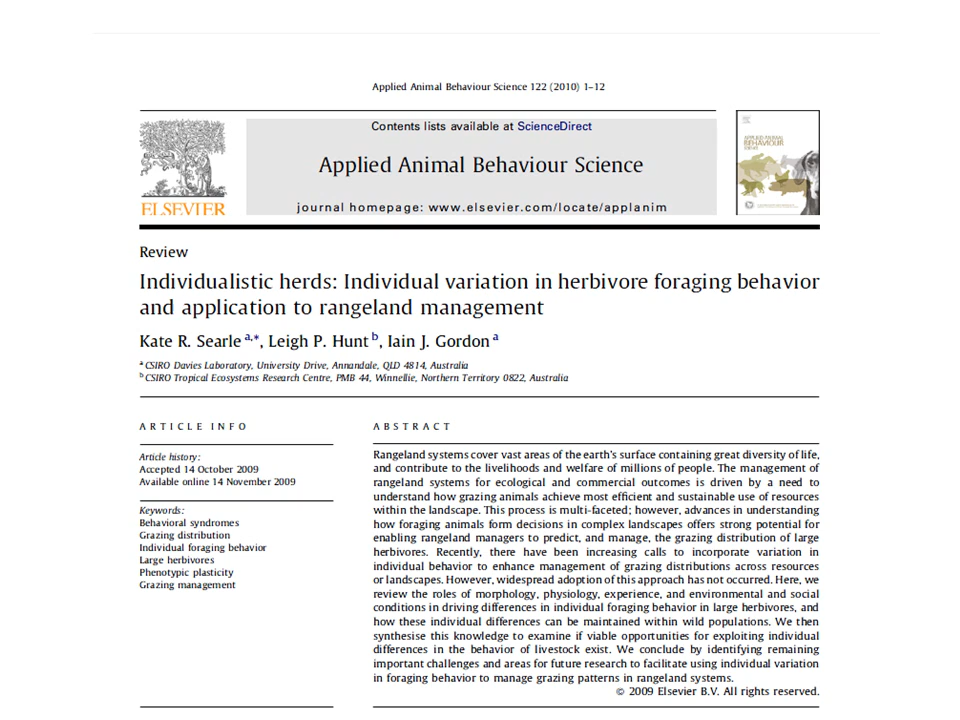 Applied Animal Behaviour Science 122 (2010) 1–12
Contents lists available at ScienceDirect
Applied Animal Behaviour Science
journal homepage: www.elsevier.com/locate/applanim
ELSEVIER
APPLIED ANIMAL
BEHAVIOUR
SCIENCE
Review
Individualistic herds: Individual variation in herbivore foraging behavior
and application to rangeland management
Kate R. Searle a,*, Leigh P. Hunt b, Iain J. Gordon a
a CSIRO Davies Laboratory, University Drive, Annandale, QLD 4814, Australia
b CSIRO Tropical Ecosystems Research Centre, PMB 44, Winnellie, Northern Territory 0822, Australia
ARTICLE INFO
Article history:
Accepted 14 October 2009
Available online 14 November 2009
Keywords:
Behavioral syndromes
Grazing distribution
Individual foraging behavior
Large herbivores
Phenotypic plasticity
Grazing management
ABSTRACT
Rangeland systems cover vast areas of the earth's surface containing great diversity of life,
and contribute to the livelihoods and welfare of millions of people. The management of
rangeland systems for ecological and commercial outcomes is driven by a need to
understand how grazing animals achieve most efficient and sustainable use of resources
within the landscape. This process is multi-faceted; however, advances in understanding
how foraging animals form decisions in complex landscapes offers strong potential for
enabling rangeland managers to predict, and manage, the grazing distribution of large
herbivores. Recently, there have been increasing calls to incorporate variation in
individual behavior to enhance management of grazing distributions across resources
or landscapes. However, widespread adoption of this approach has not occurred. Here, we
review the roles of morphology, physiology, experience, and environmental and social
conditions in driving differences in individual foraging behavior in large herbivores, and
how these individual differences can be maintained within wild populations. We then
synthesise this knowledge to examine if viable opportunities for exploiting individual
differences in the behavior of livestock exist. We conclude by identifying remaining
important challenges and areas for future research to facilitate using individual variation
in foraging behavior to manage grazing patterns in rangeland systems.
© 2009 Elsevier B.V. All rights reserved.